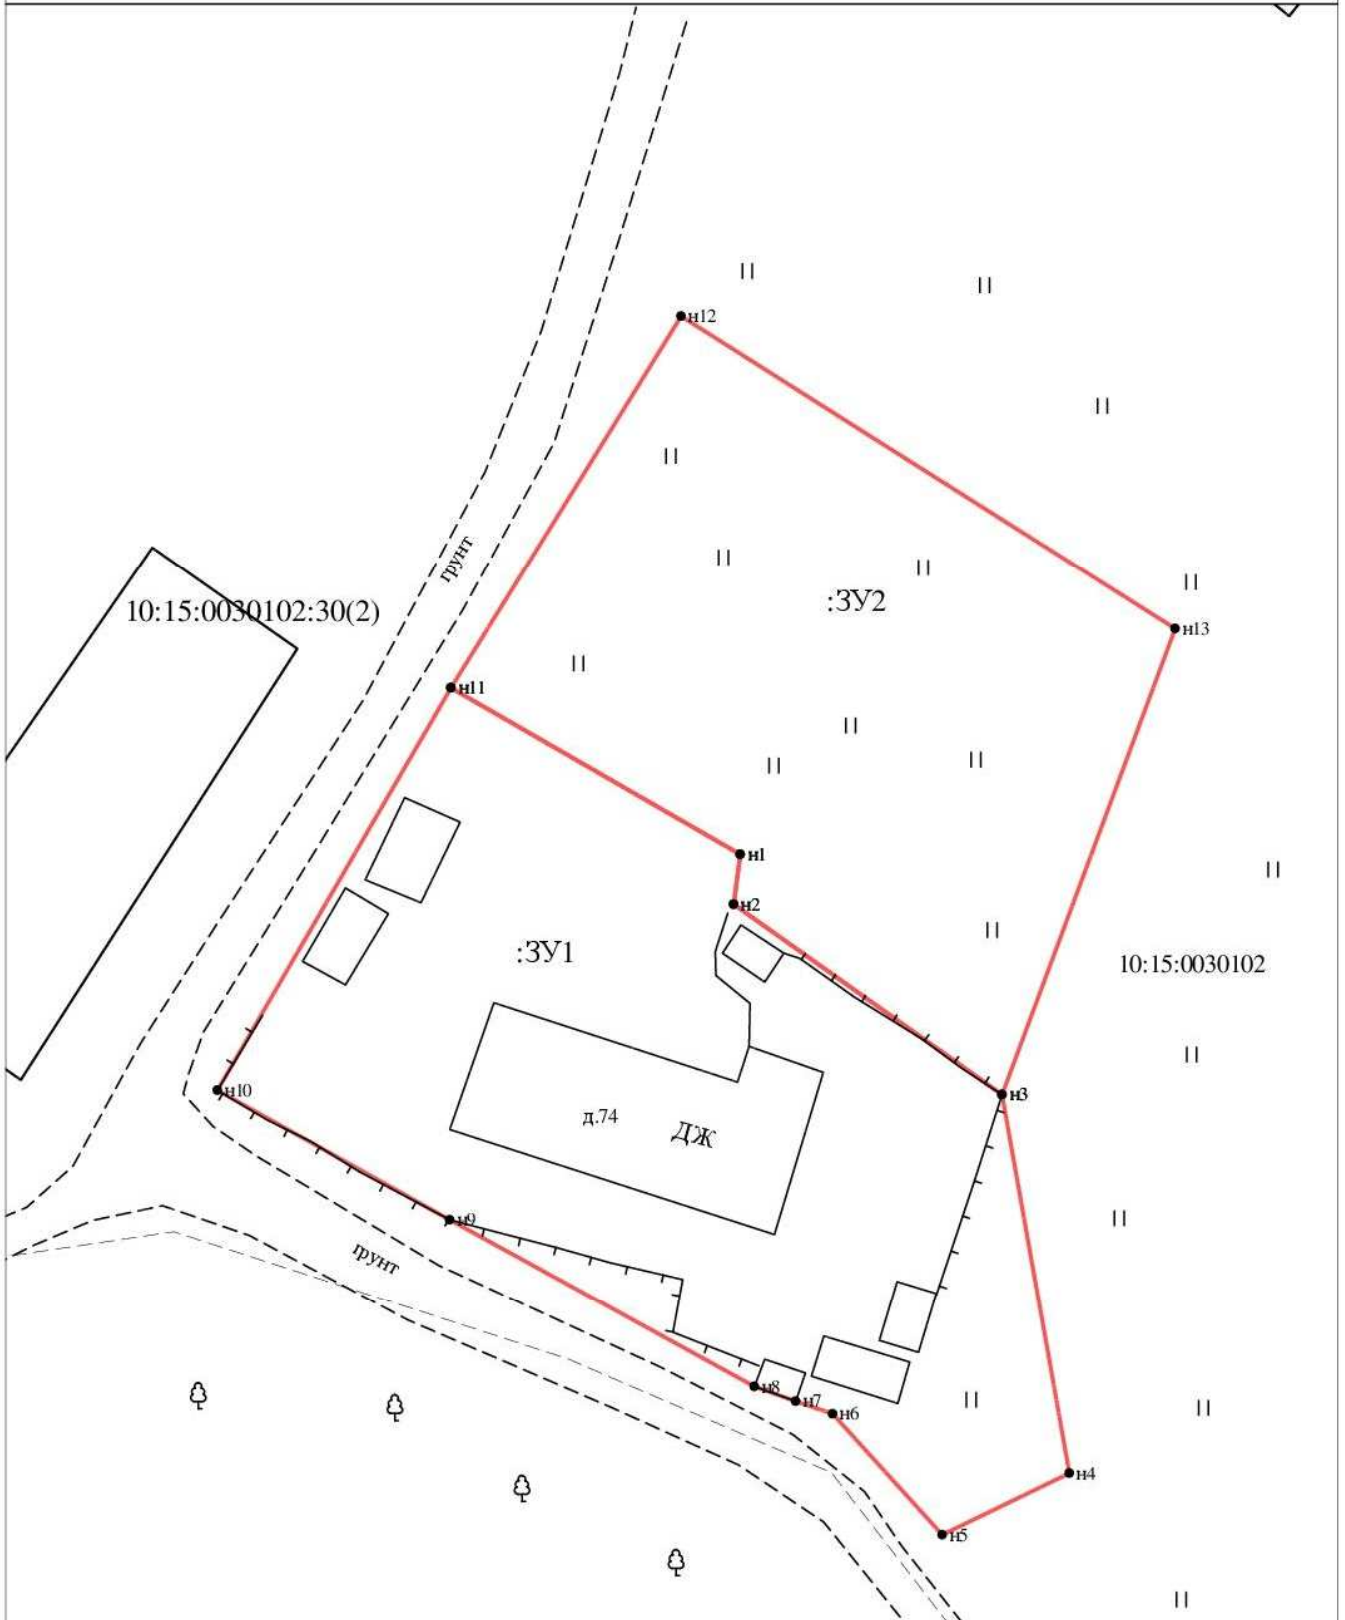 н12
грунт
:ЗУ2
10:15:0030102:30(2)
н13
н11
н1
н2
:ЗУ1
10:15:0030102
н10
н3
д.74
ДЖ
н9
грунт
н8
н7
н6
н4
н5